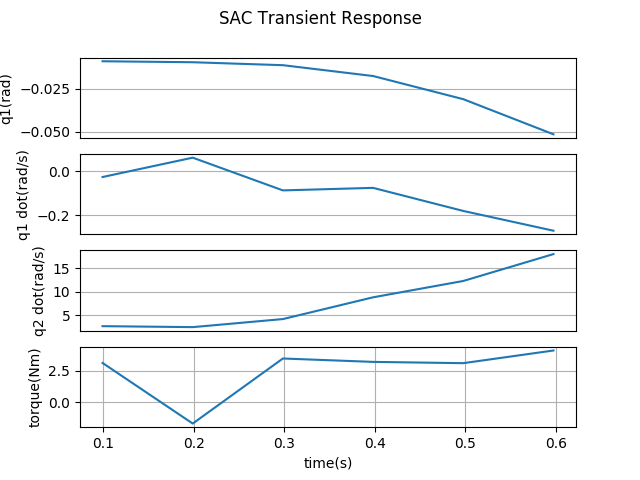 SAC Transient Response
q1(rad)
−0.025
−0.050
q1 dot(rad/s)
0.0
−0.2
q2 dot(rad/s)
15
10
5
torque(Nm)
2.5
0.0
0.1 0.2 0.3 0.4 0.5 0.6
time(s)